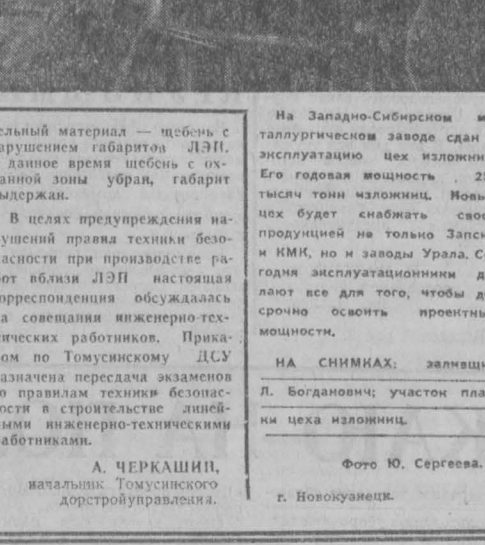 ельный материал — щебень с
арушением габаритов ЛЭП.
данное время щебень с ох-
анной зоны убран, габарит
ыдержан.
В целях предупреждения на-
ушений правил техники безо-
асности при производстве ра-
от вблизи ЛЭП настоящая
орреспонденция обсуждалась
а совещании инженерно-тех-
ических работников. Прика-
ом по Томусинскому ДСУ
азначена пересдача экзаменов
о правилам техники безопас-
ости в строительстве линей-
ыми инженерно-техническими
аботниками.
А. ЧЕРКАШИН,
начальник Томусинского
дорстройуправления.
На Западно-Сибирском м
таллургическом заводе сдан
эксплуатацию цех изложни
Его годовая мощность . 2
тысяч тонн изложниц. Новы
цех будет снабжать свое
продукцией не только Запс
и КМК, но и заводы Урала. С
годня эксплуатационники д
лают все для того, чтобы д
срочно освоить проектны
мощности.
НА СНИМКАХ: заливщи
Л. Богданович; участок пла
ки цеха изложниц.
Фото Ю. Сергеева.
г. Новокузнецк.